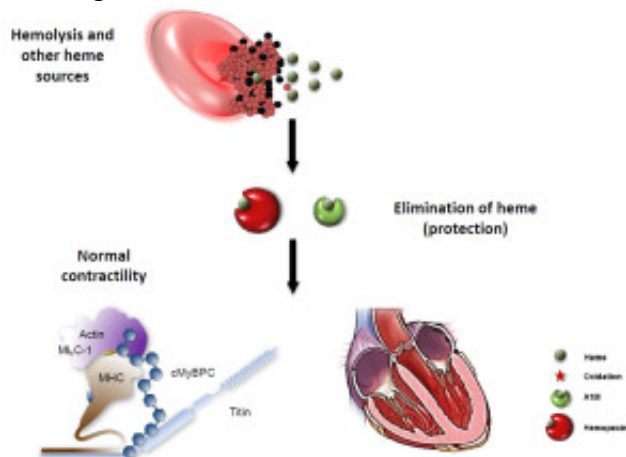 Hemolysis and
other heme
sources
Elimination of heme
(protection)
Normal
contractility
Actin
MLC-1
MHC
cMyBPC
Titin
Heme
Oxidation
Hemopexin